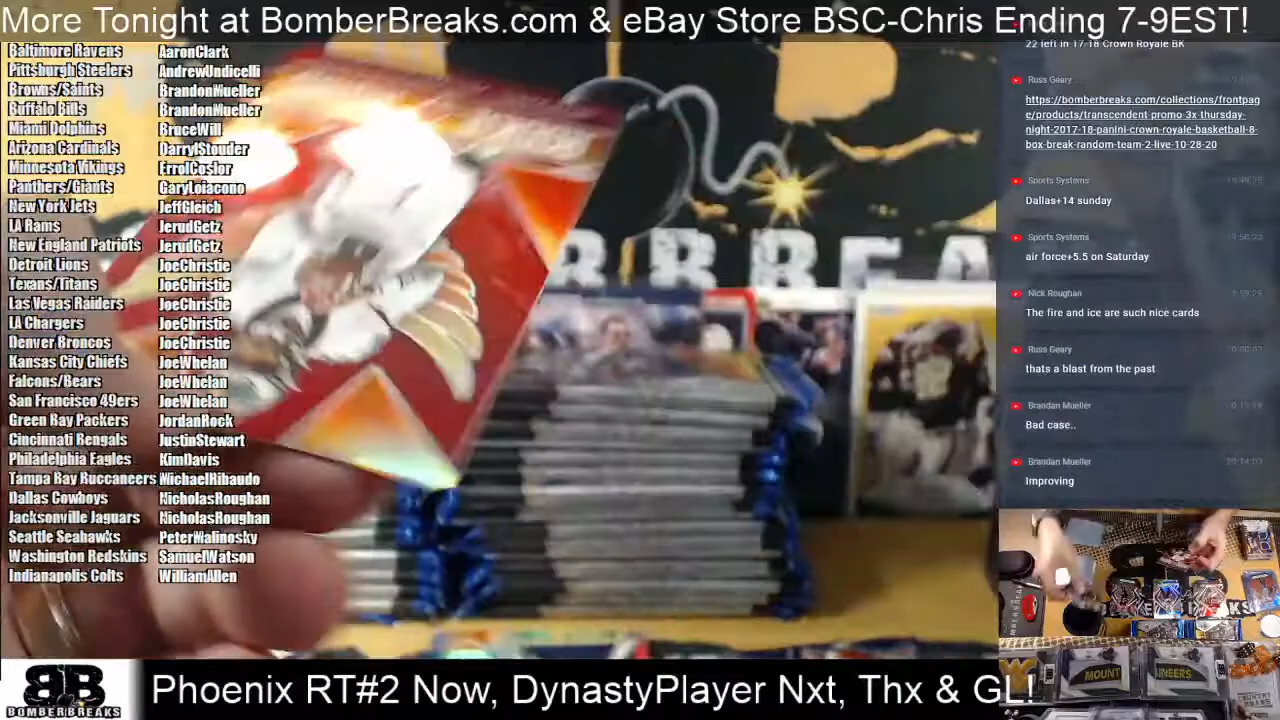 More Tonight at BomberBreaks.com & eBay Store BSC-Chris Ending 7-9EST!
Baltimore Ravens AaronClark
Pittsburgh Steelers AndrewUndicelli
Browns/Saints BrandonMueller
Buffalo Bills BrandonMueller
Miami Dolphins BruceWill
Arizona Cardinals DarrylStouder
Minnesota Vikings ErrolCoslor
Panthers/Giants GaryLoiacono
New York Jets JeffGleich
LA Rams JerudGetz
New England Patriots JerudGetz
Detroit Lions JoeChristie
Texans/Titans JoeChristie
Las Vegas Raiders JoeChristie
LA Chargers JoeChristie
Denver Broncos JoeChristie
Kansas City Chiefs JoeWhelan
Falcons/Bears JoeWhelan
San Francisco 49ers JoeWhelan
Green Bay Packers JordanRock
Cincinnati Bengals JustinStewart
Philadelphia Eagles KimDavis
Tampa Bay Buccaneers MichaelRibaudo
Dallas Cowboys NicholasRoughan
Jacksonville Jaguars NicholasRoughan
Seattle Seahawks PeterMalinosky
Washington Redskins SamuelWatson
Indianapolis Colts WilliamAllen
22 left in 17-18 Crown Royale BK
Russ Geary
https://bomberbreaks.com/collections/frontpag
e/products/transcendent-promo-3x-thursday-
night-2017-18-panini-crown-royale-basketball-8-
box-break-random-team-2-live-10-28-20
Sports Systems
Dallas+14 sunday
Sports Systems
air force+5.5 on Saturday
Nick Roughan
The fire and ice are such nice cards
Russ Geary
thats a blast from the past
Brandan Mueller
Bad case..
Brandan Mueller
Improving
MOUNT
AINEERS
BB
BOMBERBREAKS
Phoenix RT#2 Now, DynastyPlayer Nxt, Thx & GL!